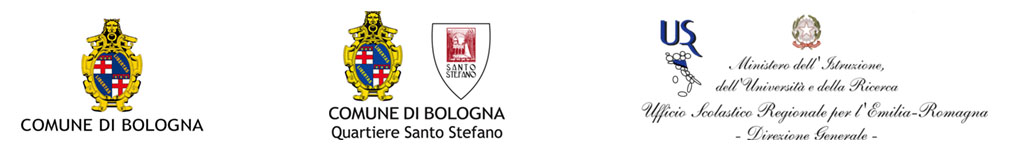 COMUNE DI BOLOGNA
SANTO
STEFANO
COMUNE DI BOLOGNA
Quartiere Santo Stefano
USR
Ministero dell'Istruzione,
dell'Università e della Ricerca
Ufficio Scolastico Regionale per l'Emilia-Romagna
- Direzione Generale -